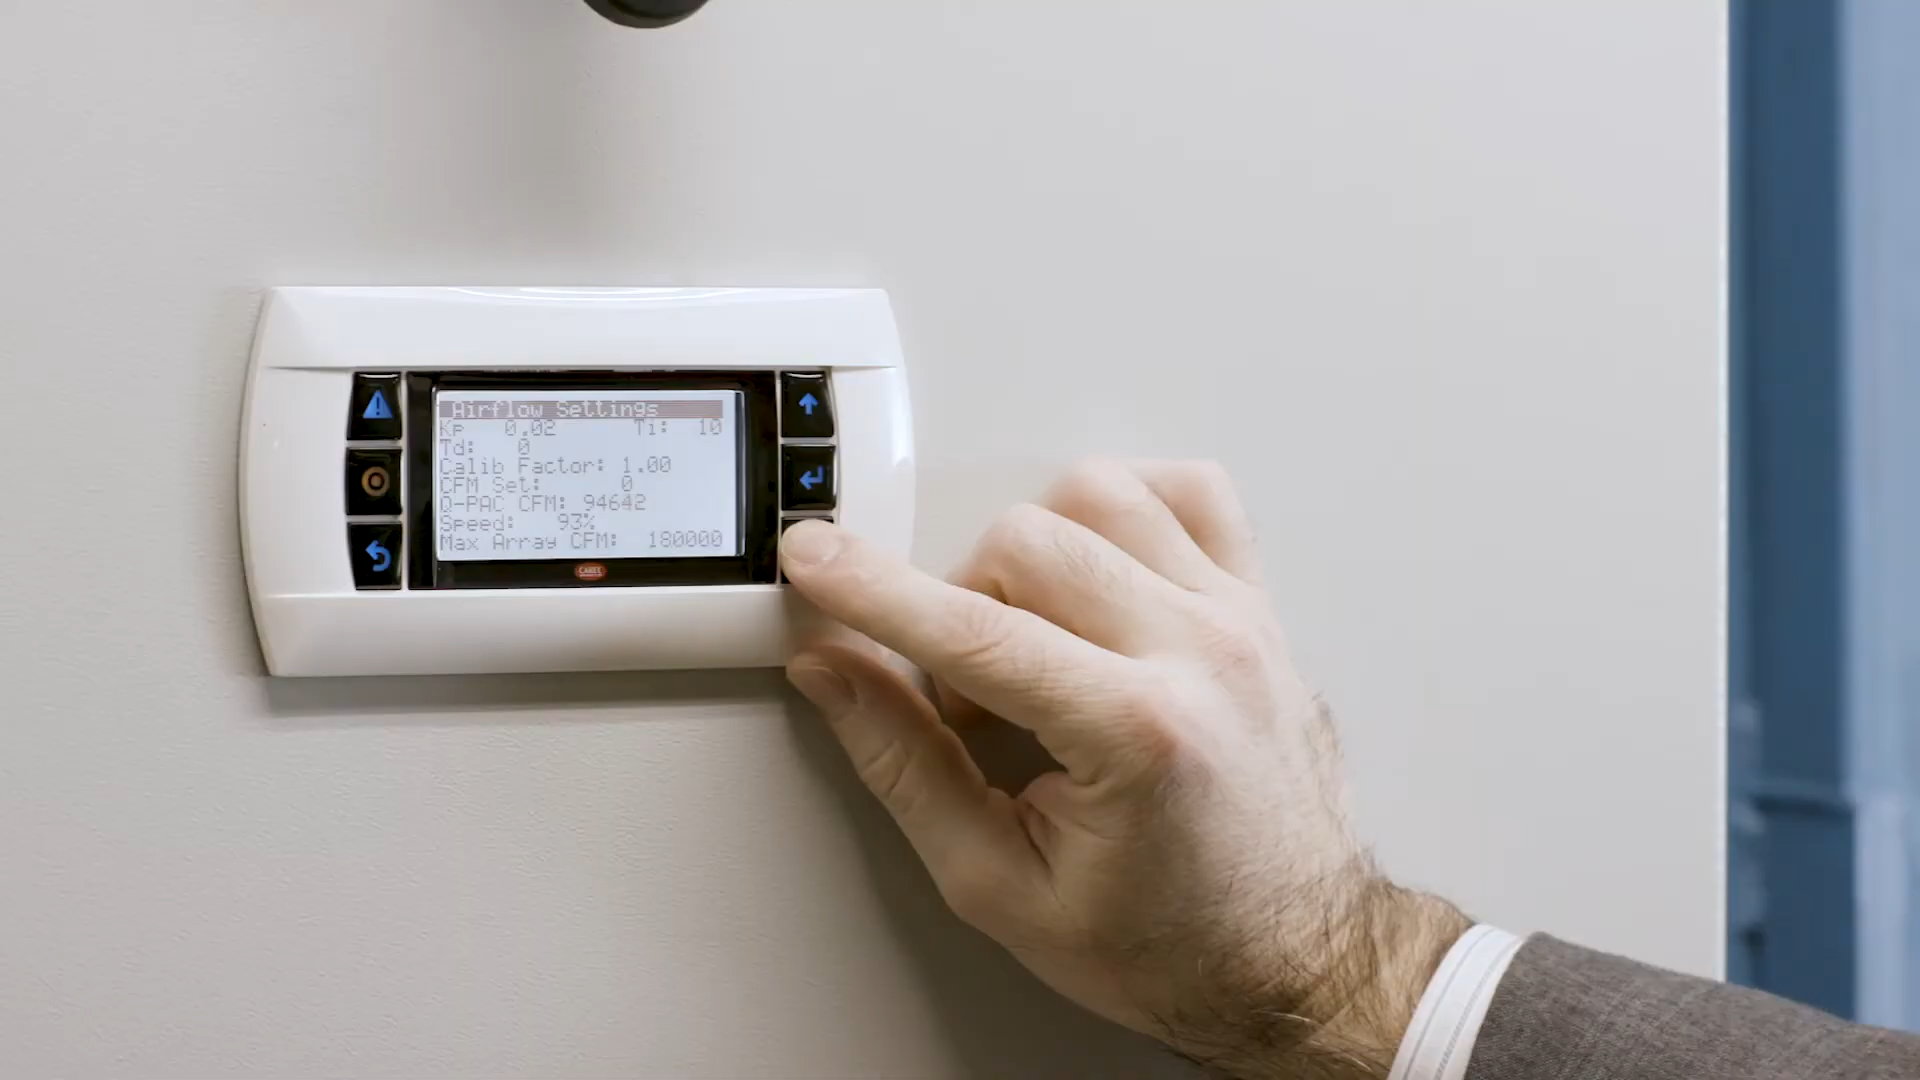 Airflow Settings
Kp 0.02 Ti: 10
Td: 0
Calib Factor: 1.00
CFM Set: 0
Q-PAC CFM: 94642
Speed: 93%
Max Array CFM: 180000
CAREL